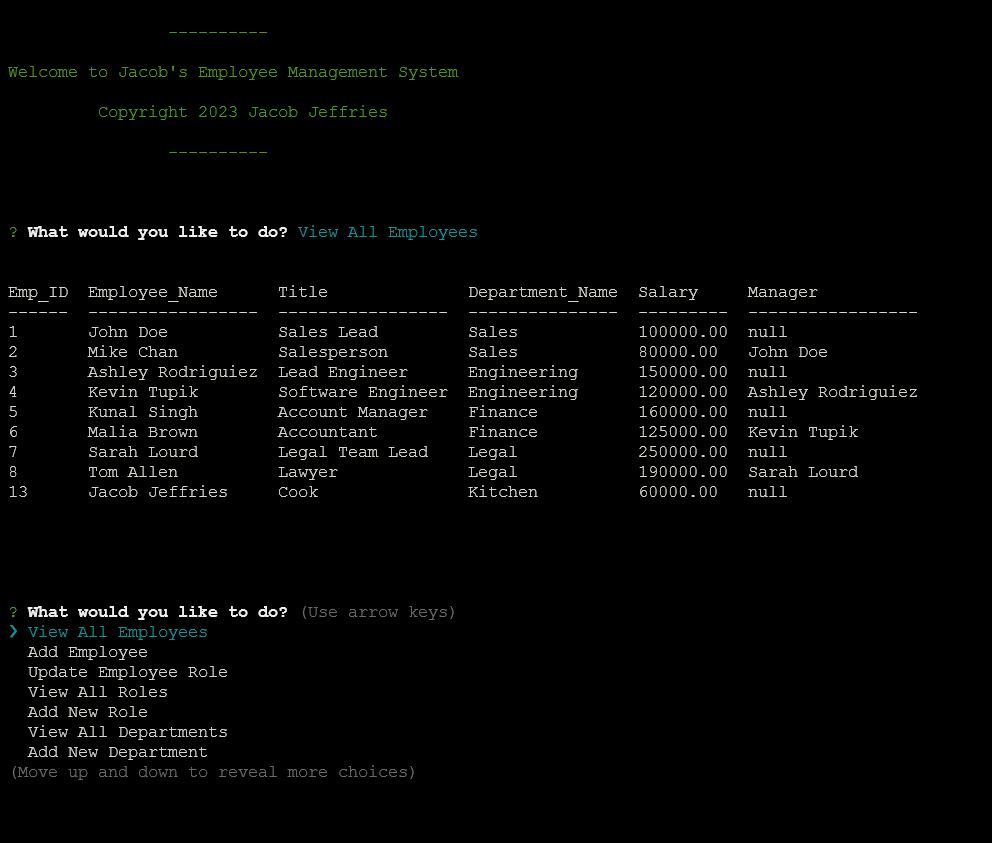 ----------
Welcome to Jacob's Employee Management System
Copyright 2023 Jacob Jeffries
----------
? What would you like to do? View All Employees
Emp_ID  Employee_Name      Title              Department_Name  Salary     Manager
------  -----------------  -----------------  ---------------  ---------  -----------------
1       John Doe           Sales Lead         Sales            100000.00  null
2       Mike Chan          Salesperson        Sales            80000.00   John Doe
3       Ashley Rodriguiez  Lead Engineer      Engineering      150000.00  null
4       Kevin Tupik        Software Engineer  Engineering      120000.00  Ashley Rodriguiez
5       Kunal Singh        Account Manager    Finance          160000.00  null
6       Malia Brown        Accountant         Finance          125000.00  Kevin Tupik
7       Sarah Lourd        Legal Team Lead    Legal            250000.00  null
8       Tom Allen          Lawyer             Legal            190000.00  Sarah Lourd
13      Jacob Jeffries     Cook               Kitchen          60000.00   null
? What would you like to do? (Use arrow keys)
❯ View All Employees
  Add Employee
  Update Employee Role
  View All Roles
  Add New Role
  View All Departments
  Add New Department
(Move up and down to reveal more choices)